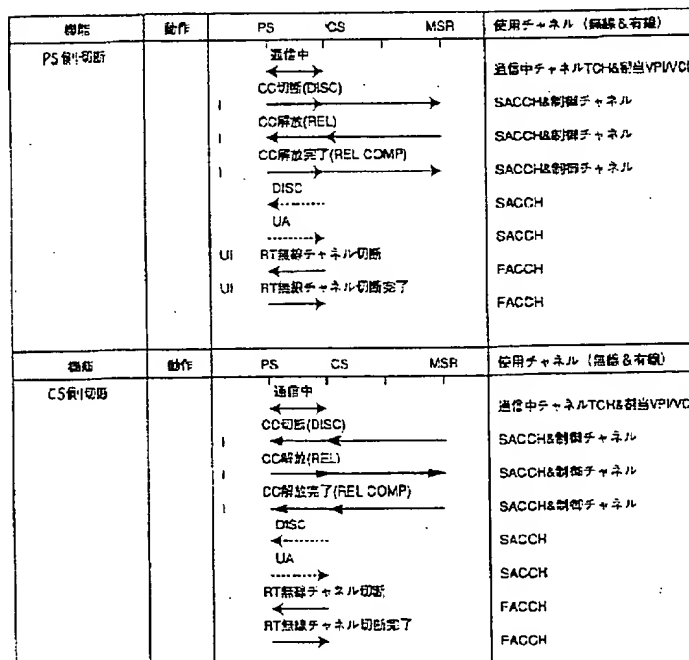 機能 動作 PS CS MSR 使用チャネル (無線&有線)
PS側切断
通信中 通信中チャネルTCH&割当VPI/VCI
CC切断(DISC)
I SACCH&制御チャネル
CC解放(REL)
I SACCH&制御チャネル
CC解放完了(REL COMP)
I SACCH&制御チャネル
DISC
SACCH
UA
SACCH
UI RT無線チャネル切断
FACCH
UI RT無線チャネル切断完了
FACCH
機能 動作 PS CS MSR 使用チャネル (無線&有線)
CS側切断
通信中 通信中チャネルTCH&割当VPI/VC
CC切断(DISC)
I SACCH&制御チャネル
CC解放(REL)
I SACCH&制御チャネル
CC解放完了(REL COMP)
I SACCH&制御チャネル
DISC
SACCH
UA
SACCH
RT無線チャネル切断
FACCH
RT無線チャネル切断完了
FACCH